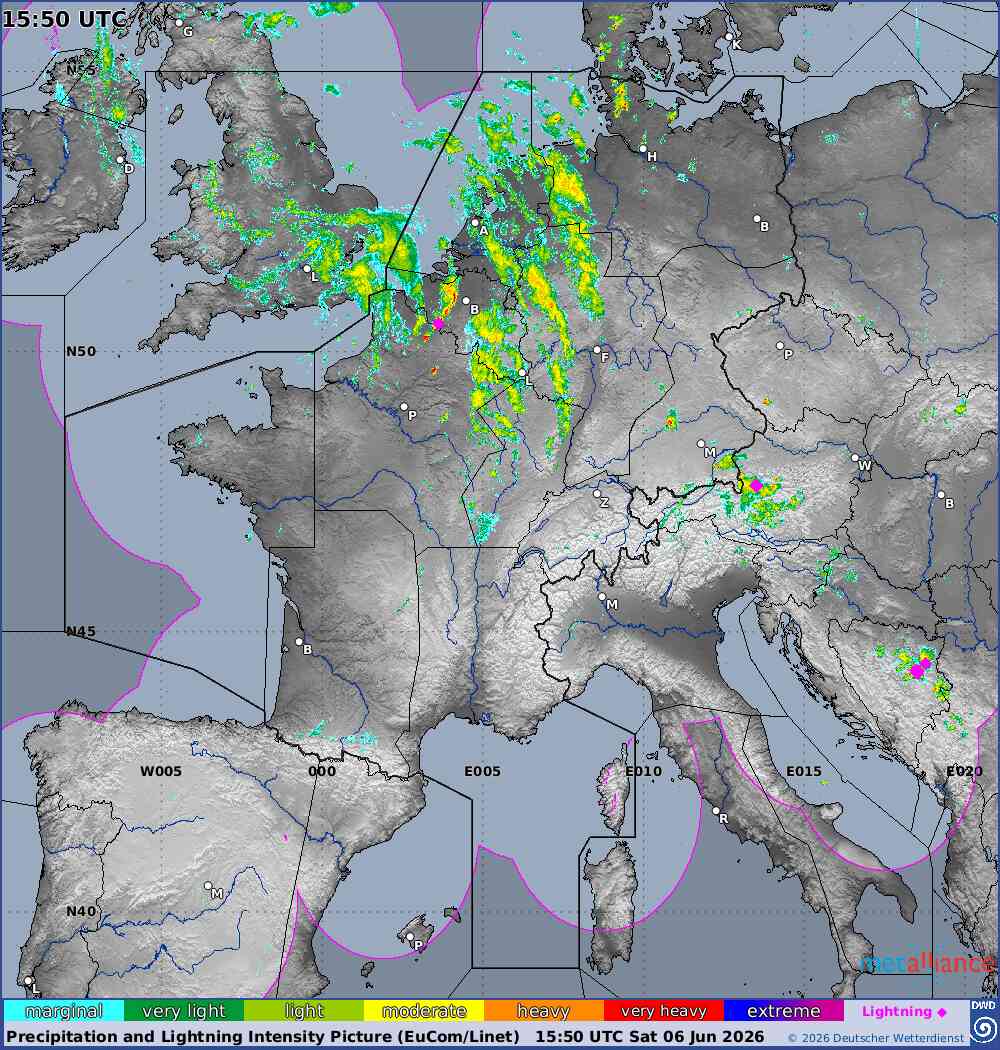 15:50 UTC
G
K
N55
H
D
B
A
L
B
N50
F
P
L
P
M
W
Z
B
M
N45
B
W005
000
E005
E010
E015
E020
R
M
N40
P
L
metalliance
marginal very light light moderate heavy very heavy extreme Lightning ◆
DWD
Precipitation and Lightning Intensity Picture (EuCom/Linet) 15:50 UTC Sat 06 Jun 2026 © 2026 Deutscher Wetterdienst